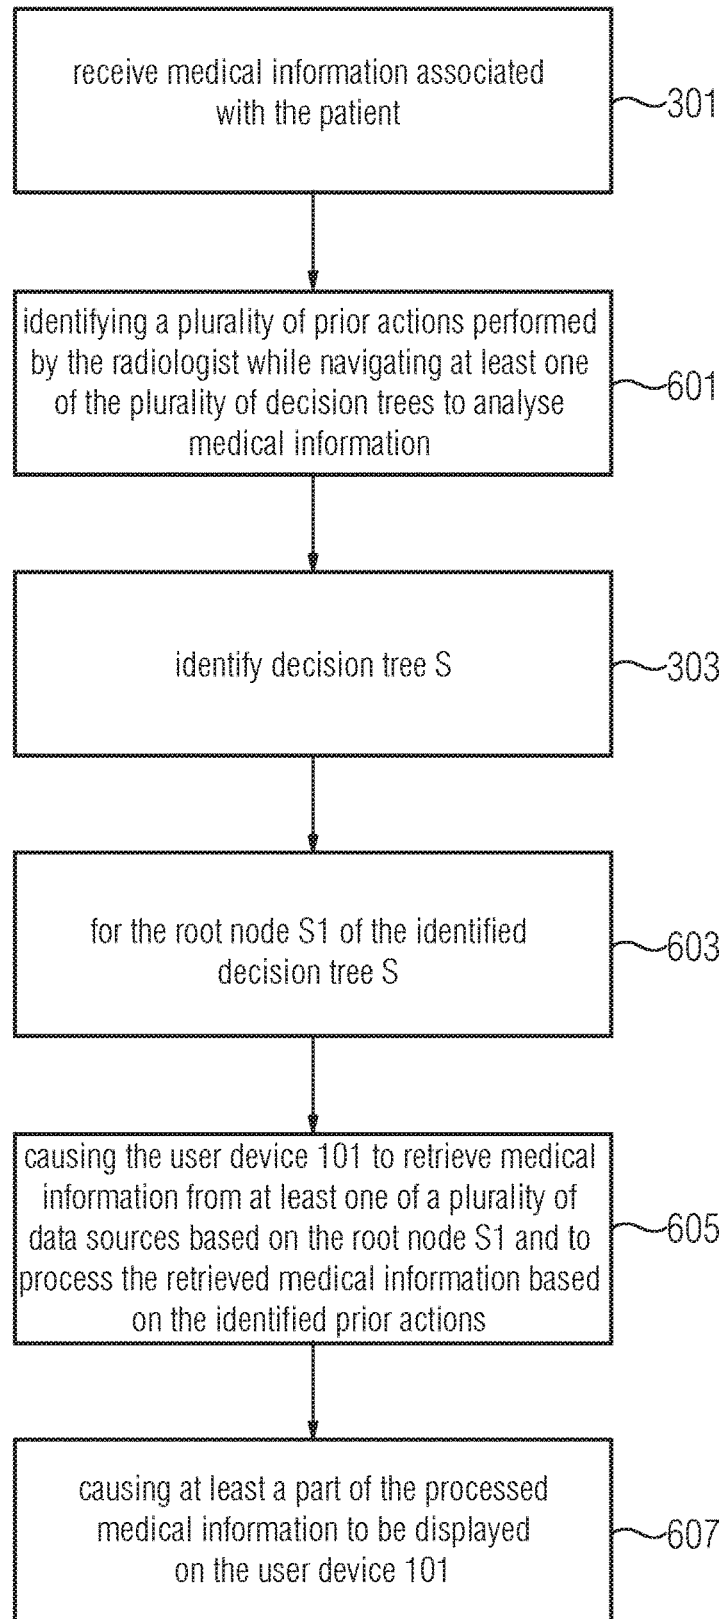 receive medical information associated
with the patient
301
identifying a plurality of prior actions performed
by the radiologist while navigating at least one
of the plurality of decision trees to analyse
medical information
601
identify decision tree S
303
for the root node S1 of the identified
decision tree S
603
causing the user device 101 to retrieve medical
information from at least one of a plurality of
data sources based on the root node S1 and to
process the retrieved medical information based
on the identified prior actions
605
causing at least a part of the processed
medical information to be displayed
on the user device 101
607